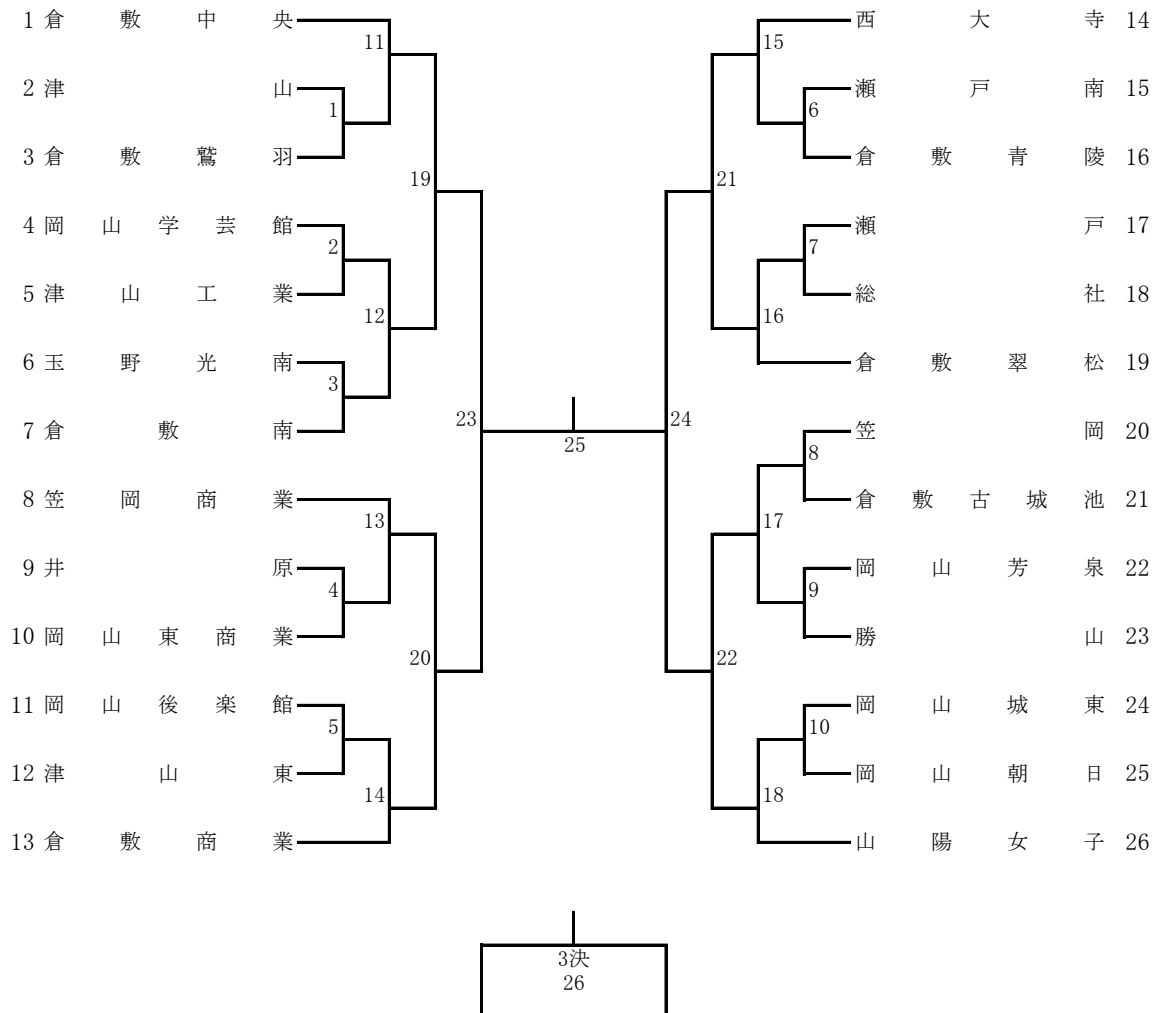 1 倉敷中央
11
2 津山
1
3 倉敷鷲羽
19
4 岡山学芸館
2
5 津山工業
12
6 玉野光南
3
7 倉敷南
23
8 笠岡商業
13
9 井原
4
10 岡山東商業
20
11 岡山後楽館
5
12 津山東
14
13 倉敷商業
25
西大寺 14
15
瀬戸南 15
6
倉敷青陵 16
21
瀬戸 17
7
総社 18
16
倉敷翠松 19
24
笠岡 20
8
倉敷古城池 21
17
岡山芳泉 22
9
勝山 23
22
岡山城東 24
10
岡山朝日 25
18
山陽女子 26
3決
26